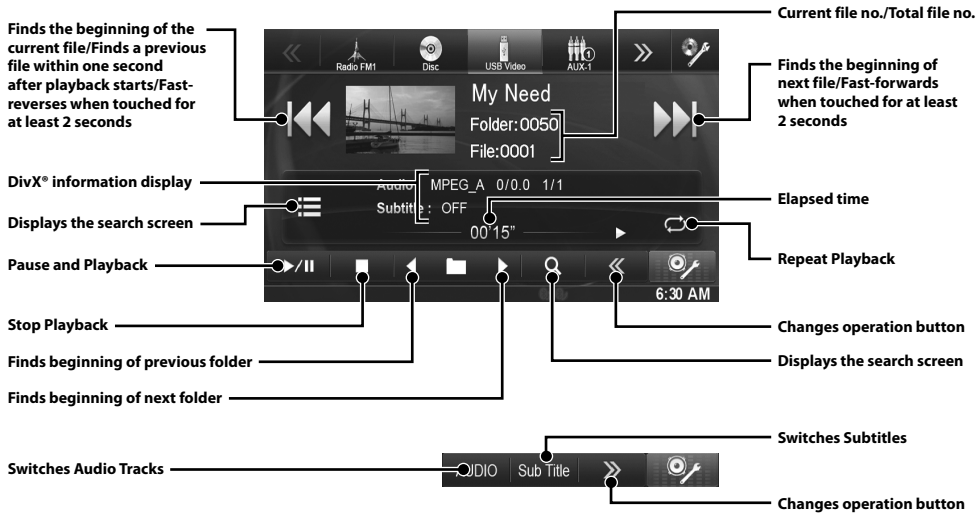 Finds the beginning of the
current file/Finds a previous
file within one second
after playback starts/Fast-
reverses when touched for
at least 2 seconds
DivX® information display
Displays the search screen
Pause and Playback
Stop Playback
Finds beginning of previous folder
Finds beginning of next folder
Switches Audio Tracks
Radio FM1
Disc
USB Video
1
AUX-1
My Need
Folder:0050
File:0001
Audio MPEG_A 0/0.0 1/1
Subtitle : OFF
00'15"
6:30 AM
AUDIO
Sub Title
Current file no./Total file no.
Finds the beginning of
next file/Fast-forwards
when touched for at least
2 seconds
Elapsed time
Repeat Playback
Changes operation button
Displays the search screen
Switches Subtitles
Changes operation button